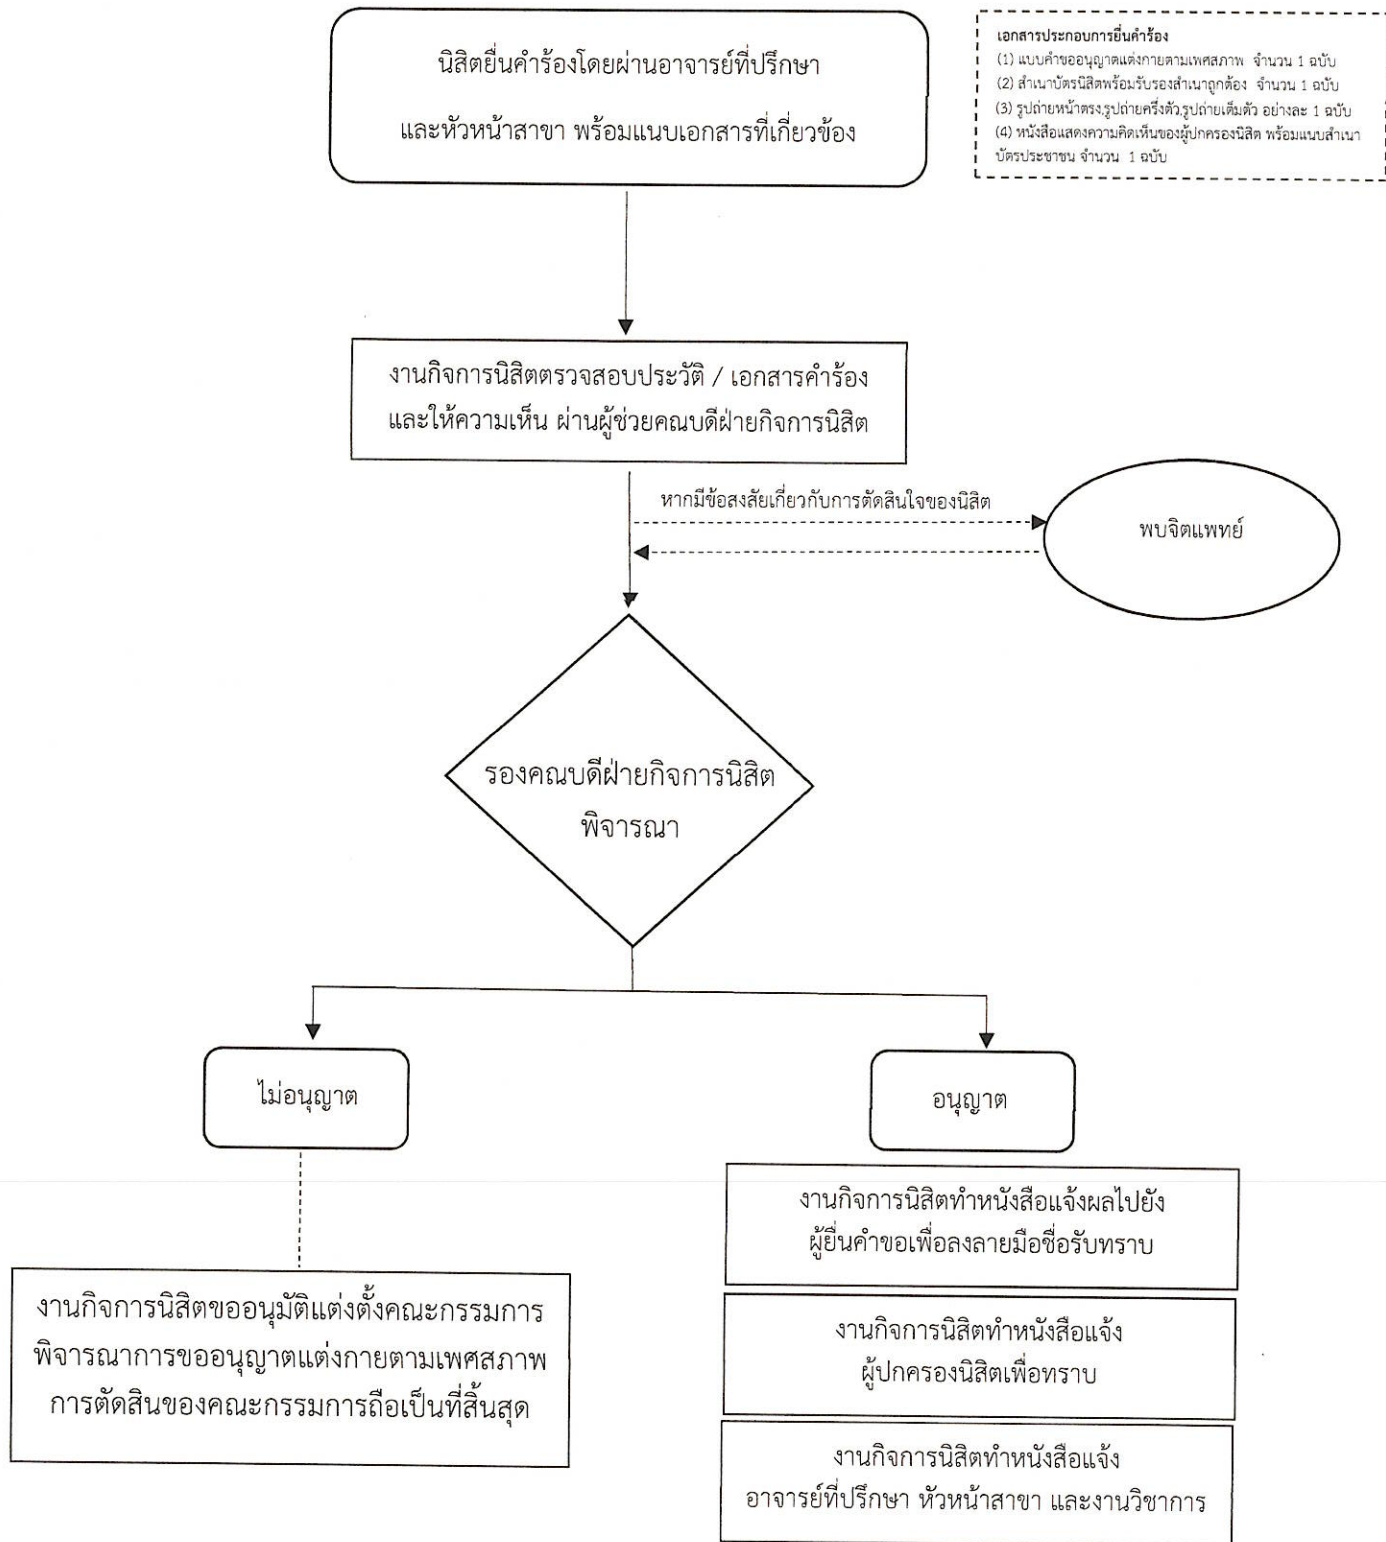 นิสิตยื่นคำร้องโดยผ่านอาจารย์ที่ปรึกษา
และหัวหน้าสาขา พร้อมแนบเอกสารที่เกี่ยวข้อง
เอกสารประกอบการยื่นคำร้อง
(1) แบบคำขออนุญาตแต่งกายตามเพศสภาพ จำนวน 1 ฉบับ
(2) สำเนาบัตรนิสิตพร้อมรับรองสำเนาถูกต้อง จำนวน 1 ฉบับ
(3) รูปถ่ายหน้าตรง,รูปถ่ายครึ่งตัว,รูปถ่ายเต็มตัว อย่างละ 1 ฉบับ
(4) หนังสือแสดงความคิดเห็นของผู้ปกครองนิสิต พร้อมแนบสำเนา
บัตรประชาชน จำนวน 1 ฉบับ
งานกิจการนิสิตตรวจสอบประวัติ / เอกสารคำร้อง
และให้ความเห็น ผ่านผู้ช่วยคณบดีฝ่ายกิจการนิสิต
หากมีข้อสงสัยเกี่ยวกับการตัดสินใจของนิสิต
พบจิตแพทย์
รองคณบดีฝ่ายกิจการนิสิต
พิจารณา
ไม่อนุญาต
อนุญาต
งานกิจการนิสิตทำหนังสือแจ้งผลไปยัง
ผู้ยื่นคำขอเพื่อลงลายมือชื่อรับทราบ
งานกิจการนิสิตขออนุมัติแต่งตั้งคณะกรรมการ
พิจารณาการขออนุญาตแต่งกายตามเพศสภาพ
การตัดสินของคณะกรรมการถือเป็นที่สิ้นสุด
งานกิจการนิสิตทำหนังสือแจ้ง
ผู้ปกครองนิสิตเพื่อทราบ
งานกิจการนิสิตทำหนังสือแจ้ง
อาจารย์ที่ปรึกษา หัวหน้าสาขา และงานวิชาการ